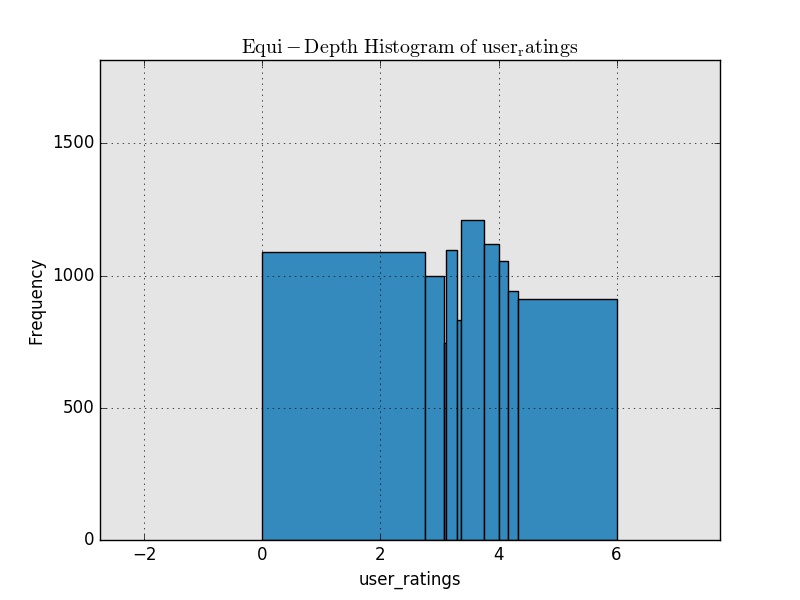 Equi − Depth Histogram of user_ratings
1500
1000
500
0
Frequency
−2 0 2 4 6
user_ratings